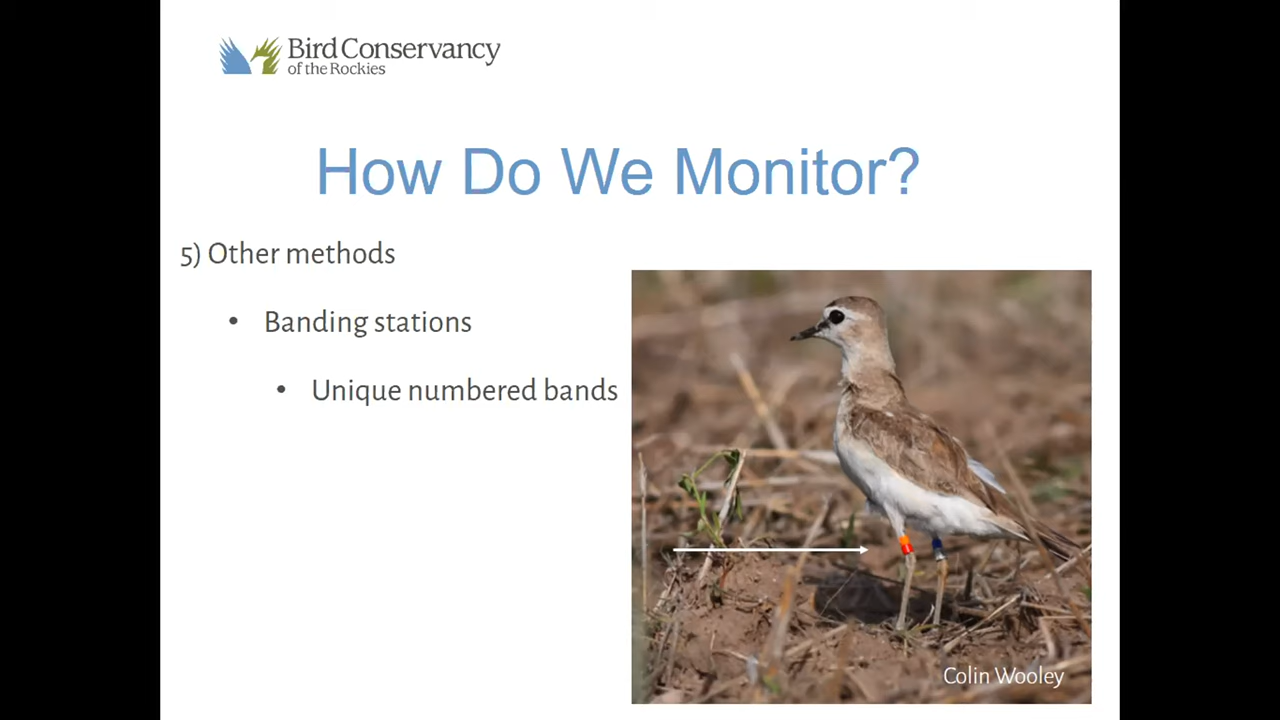 Bird Conservancy
of the Rockies
How Do We Monitor?
5) Other methods
• Banding stations
• Unique numbered bands
Colin Wooley